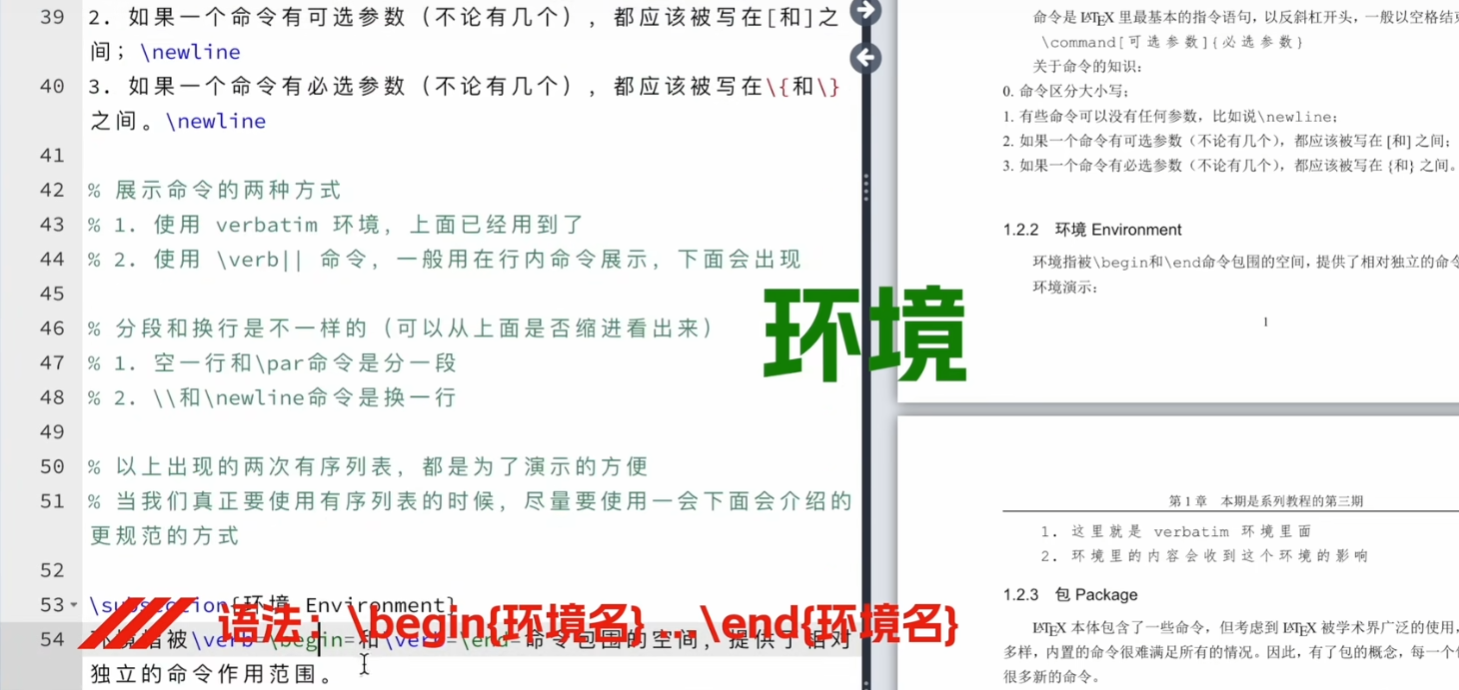 39 2. 如果一个命令有可选参数（不论有几个），都应该被写在[和]之
间；\newline
40 3. 如果一个命令有必选参数（不论有几个），都应该被写在\{和\}
之间。\newline
41
42 % 展示命令的两种方式
43 % 1. 使用 verbatim 环境，上面已经用到了
44 % 2. 使用 \verb|| 命令，一般用在行内命令展示，下面会出现
45
46 % 分段和换行是不一样的（可以从上面是否缩进看出来）
47 % 1. 空一行和\par命令是分一段
48 % 2. \\和\newline命令是换一行
49
50 % 以上出现的两次有序列表，都是为了演示的方便
51 % 当我们真正要使用有序列表的时候，尽量要使用一会下面会介绍的
更规范的方式
52
53 \subsection{环境 Environment}
54 环境指被\verb=\begin=和\verb=\end=命令包围的空间，提供了相对
独立的命令作用范围。
环境
语法：\begin{环境名}...\end{环境名}
命令是 LATEX 里最基本的指令语句，以反斜杠开头，一般以空格结束
\command[可选参数]{必选参数}
关于命令的知识：
0. 命令区分大小写；
1. 有些命令可以没有任何参数，比如说\newline；
2. 如果一个命令有可选参数（不论有几个），都应该被写在 [和] 之间；
3. 如果一个命令有必选参数（不论有几个），都应该被写在 {和} 之间。
1.2.2 环境 Environment
环境指被\begin和\end命令包围的空间，提供了相对独立的命令
环境演示：
1
第 1 章 本期是系列教程的第三期
1. 这里就是 verbatim 环境里面
2. 环境里的内容会收到这个环境的影响
1.2.3 包 Package
LATEX 本体包含了一些命令，但考虑到 LATEX 被学术界广泛的使用，
多样，内置的命令很难满足所有的情况。因此，有了包的概念，每一个
很多新的命令。